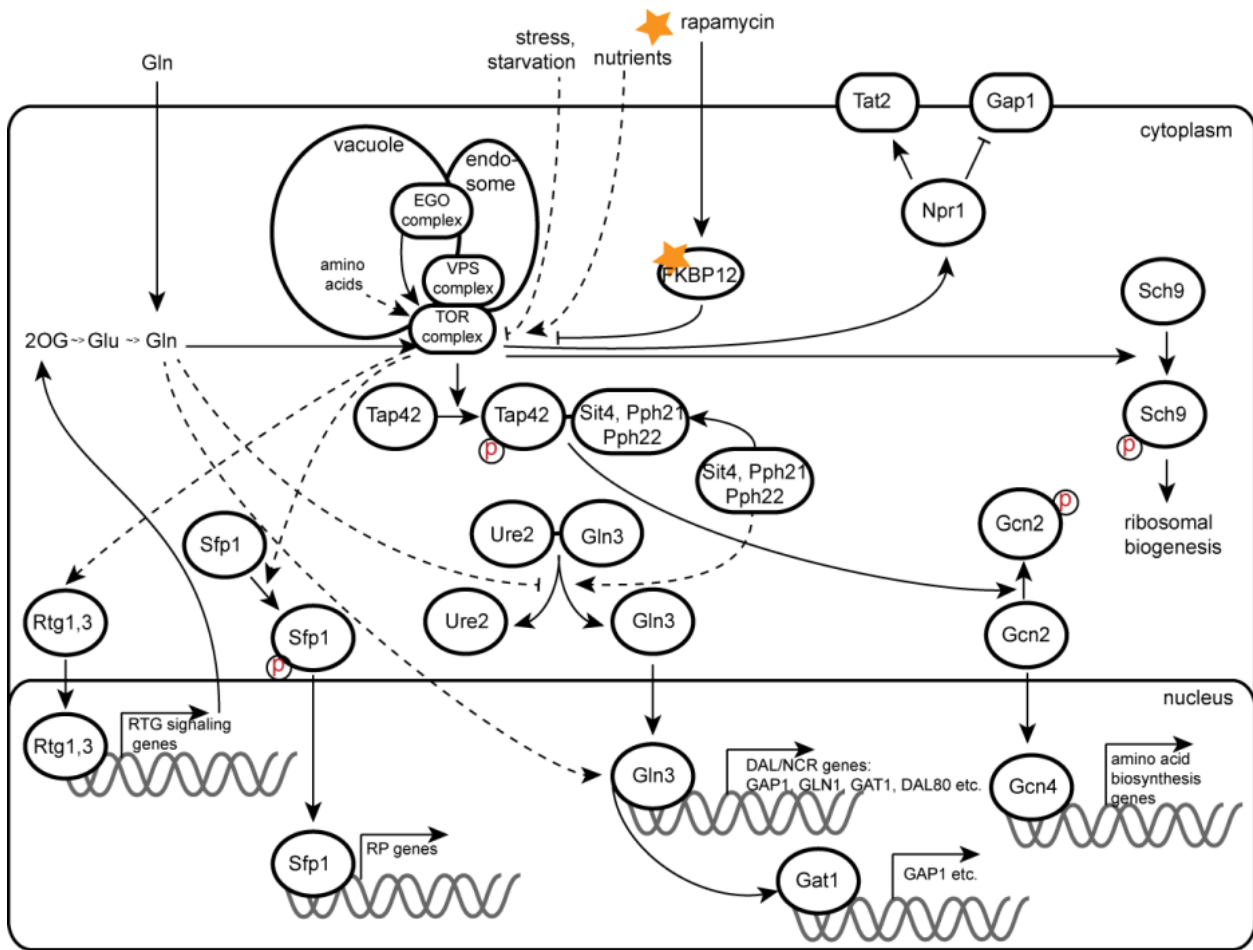 rapamycin
stress,
starvation
nutrients
Gln
Tat2
Gap1
cytoplasm
vacuole
endo-
some
EGO
complex
Npr1
VPS
complex
amino
acids
FKBP12
Sch9
TOR
complex
2OG ~> Glu ~> Gln
Tap42
Tap42
p
Sit4, Pph21
Pph22
Sch9
p
Sit4, Pph21
Pph22
Gcn2
p
ribosomal
biogenesis
Ure2
Gln3
Sfp1
Rtg1,3
Sfp1
p
Ure2
Gln3
Gcn2
nucleus
Rtg1,3
RTG signaling
genes
Gln3
DAL/NCR genes:
GAP1, GLN1, GAT1, DAL80 etc.
Gcn4
amino acid
biosynthesis
genes
Sfp1
RP genes
Gat1
GAP1 etc.